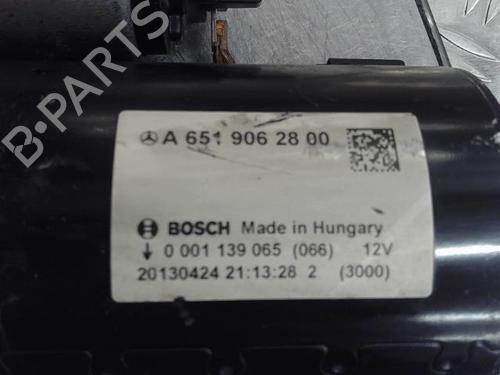 A 651 906 28 00
BOSCH Made in Hungary
0 001 139 065 (066) 12V
20130424 21:13:28 2 (3000)
B-PARTS